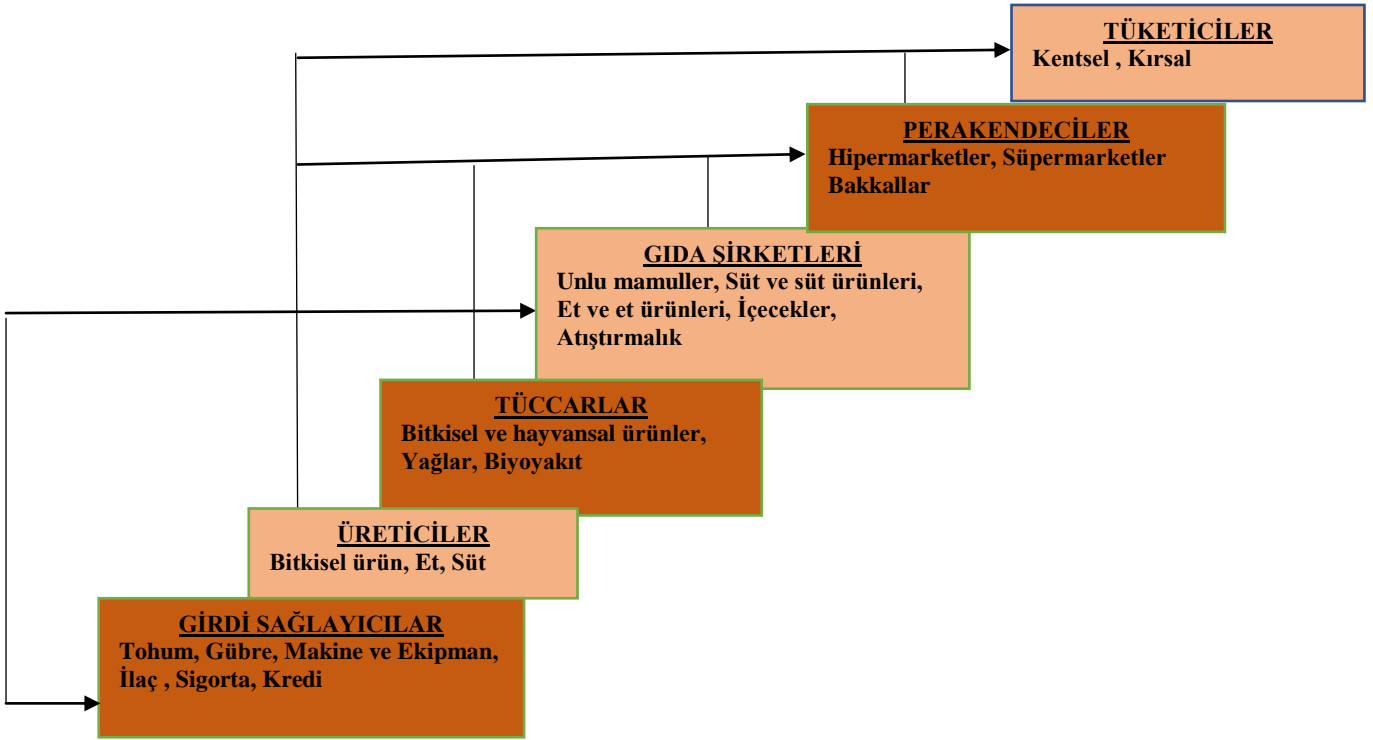 TÜKETİCİLER
Kentsel , Kırsal
PERAKENDECİLER
Hipermarketler, Süpermarketler
Bakkallar
GIDA ŞİRKETLERİ
Unlu mamuller, Süt ve süt ürünleri,
Et ve et ürünleri, İçecekler,
Atıştırmalık
TÜCCARLAR
Bitkisel ve hayvansal ürünler,
Yağlar, Biyoyakıt
ÜRETİCİLER
Bitkisel ürün, Et, Süt
GİRDİ SAĞLAYICILAR
Tohum, Gübre, Makine ve Ekipman,
İlaç , Sigorta, Kredi